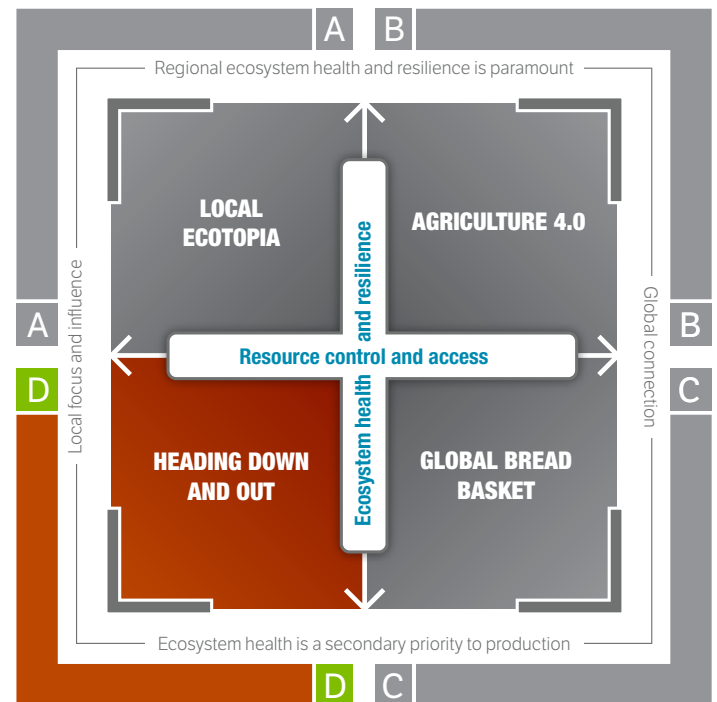 A
B
Regional ecosystem health and resilience is paramount
LOCAL
ECOTOPIA
AGRICULTURE 4.0
Ecosystem health and resilience
Resource control and access
Local focus and influence
Global connection
A
B
D
C
HEADING DOWN
AND OUT
GLOBAL BREAD
BASKET
Ecosystem health is a secondary priority to production
D
C